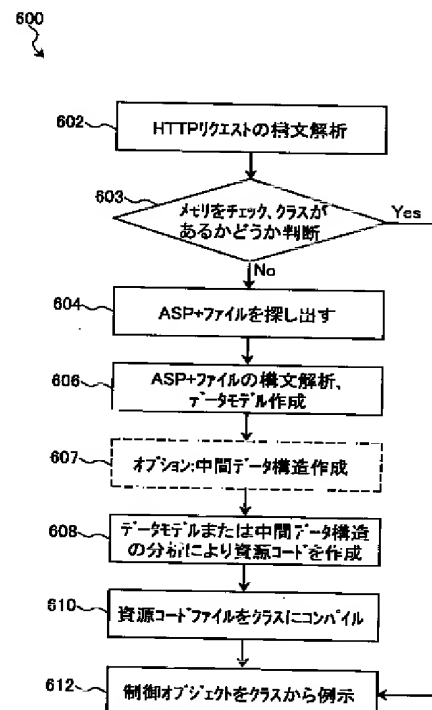 600
602
HTTPリクエストの構文解析
603
メモリをチェック、クラスが
あるかどうか判断
Yes
No
604
ASP+ファイルを探し出す
606
ASP+ファイルの構文解析、
データモデル作成
607
オプション:中間データ構造作成
608
データモデルまたは中間データ構造
の分析により資源コードを作成
610
資源コードファイルをクラスにコンパイル
612
制御オブジェクトをクラスから例示